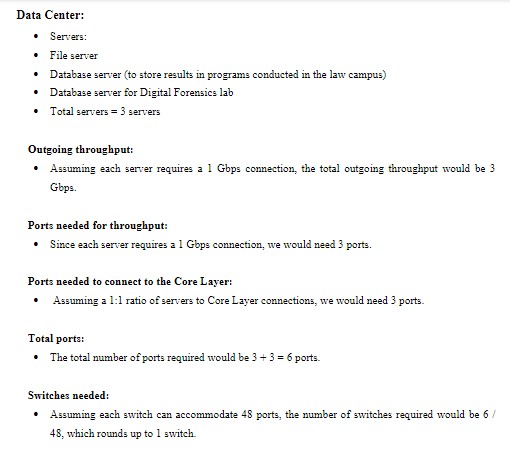 Data Center:
• Servers:
• File server
• Database server (to store results in programs conducted in the law campus)
• Database server for Digital Forensics lab
• Total servers = 3 servers
Outgoing throughput:
• Assuming each server requires a 1 Gbps connection, the total outgoing throughput would be 3
Gbps.
Ports needed for throughput:
• Since each server requires a 1 Gbps connection, we would need 3 ports.
Ports needed to connect to the Core Layer:
• Assuming a 1:1 ratio of servers to Core Layer connections, we would need 3 ports.
Total ports:
• The total number of ports required would be 3 + 3 = 6 ports.
Switches needed:
• Assuming each switch can accommodate 48 ports, the number of switches required would be 6 /
48, which rounds up to 1 switch.